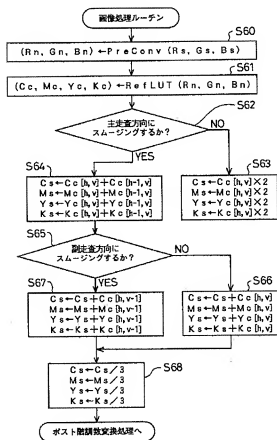 画像処理ルーチン
S60
(Rn, Gn, Bn) ←PreConv (Rs, Gs, Bs)
S61
(Cc, Mc, Yc, Kc) ←RefLUT (Rn, Gn, Bn)
S62
主走査方向に
スムージングするか？
NO
YES
S64
Cs←Cc[h,v]+Cc[h-1,v]
Ms←Mc[h,v]+Mc[h-1,v]
Ys←Yc[h,v]+Yc[h-1,v]
Ks←Kc[h,v]+Kc[h-1,v]
S63
Cs←Cc[h,v]×2
Ms←Mc[h,v]×2
Ys←Yc[h,v]×2
Ks←Kc[h,v]×2
S65
副走査方向に
スムージングするか？
NO
YES
S67
Cs←Cs+Cc[h,v-1]
Ms←Ms+Mc[h,v-1]
Ys←Ys+Yc[h,v-1]
Ks←Ks+Kc[h,v-1]
S66
Cs←Cs+Cc[h,v]
Ms←Ms+Mc[h,v]
Ys←Ys+Yc[h,v]
Ks←Ks+Kc[h,v]
S68
Cs←Cs/3
Ms←Ms/3
Ys←Ys/3
Ks←Ks/3
ポスト階調数変換処理へ